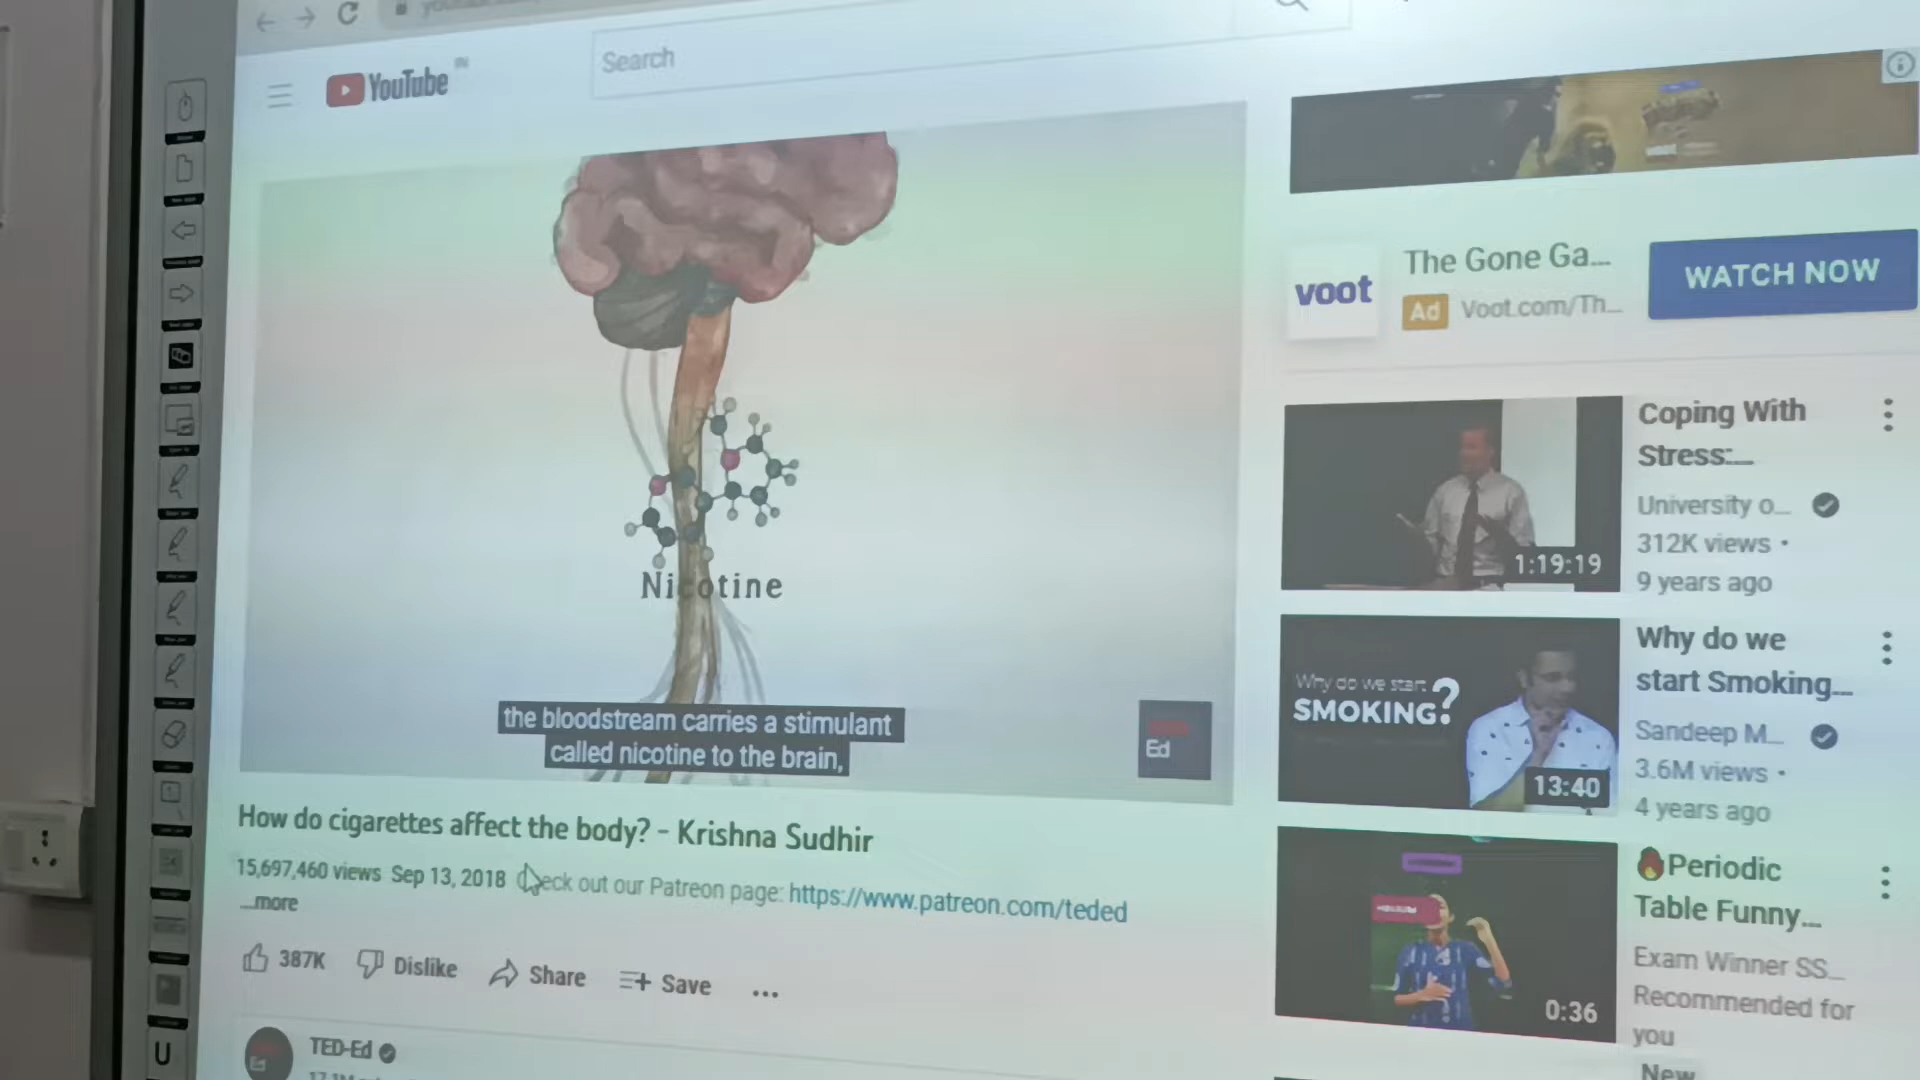 YouTube IN
Search
Nicotine
the bloodstream carries a stimulant
called nicotine to the brain,
Ed
How do cigarettes affect the body? - Krishna Sudhir
15,697,460 views Sep 13, 2018 Check out our Patreon page: https://www.patreon.com/teded
...more
387K Dislike Share Save ...
TED-Ed
voot
The Gone Ga...
Ad Voot.com/Th...
WATCH NOW
1:19:19
Coping With
Stress:...
University o...
312K views •
9 years ago
Why do we start
SMOKING?
13:40
Why do we
start Smoking...
Sandeep M...
3.6M views •
4 years ago
0:36
Periodic
Table Funny...
Exam Winner SS...
Recommended for
you
New
U